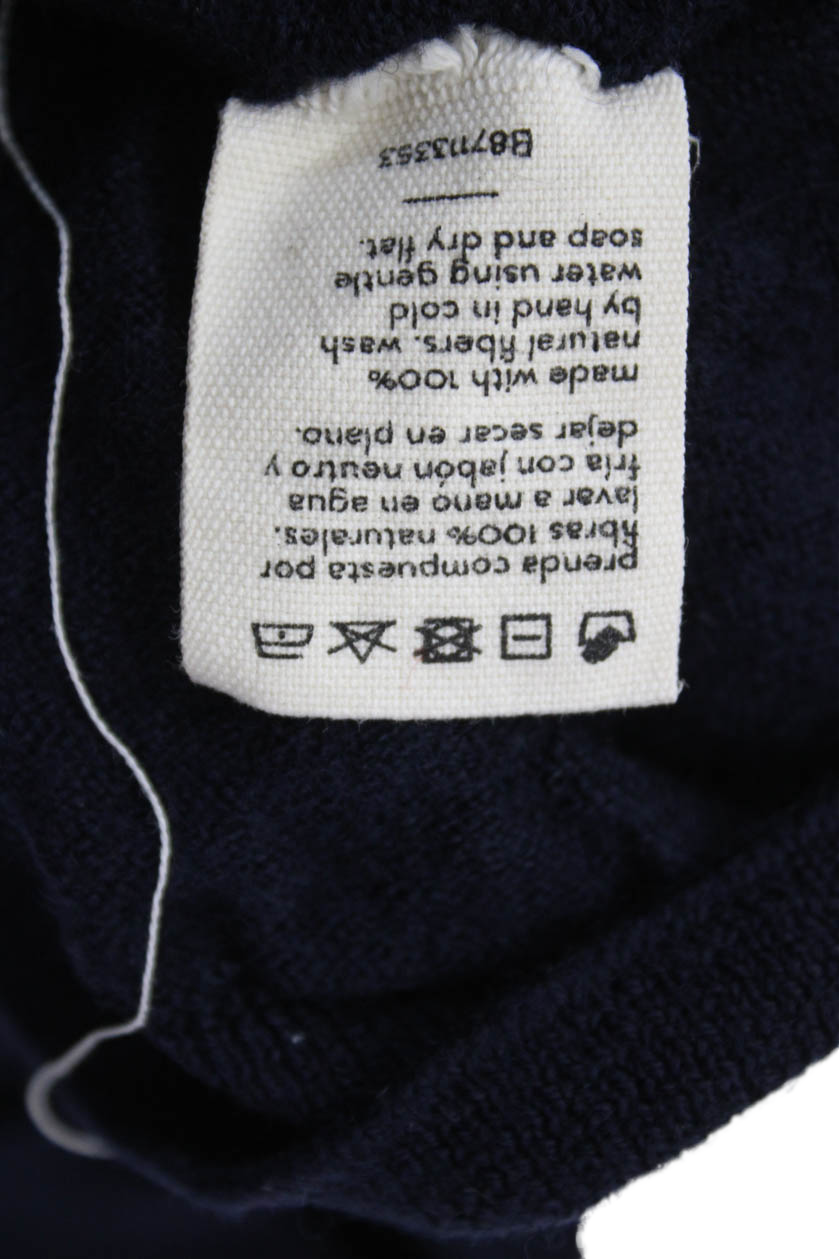 prenda compuesta por
fibras 100% naturales.
lavar a mano en agua
fría con jabón neutro y
dejar secar en plano.
made with 100%
natural fibers. wash
by hand in cold
water using gentle
soap and dry flat.
B87113353